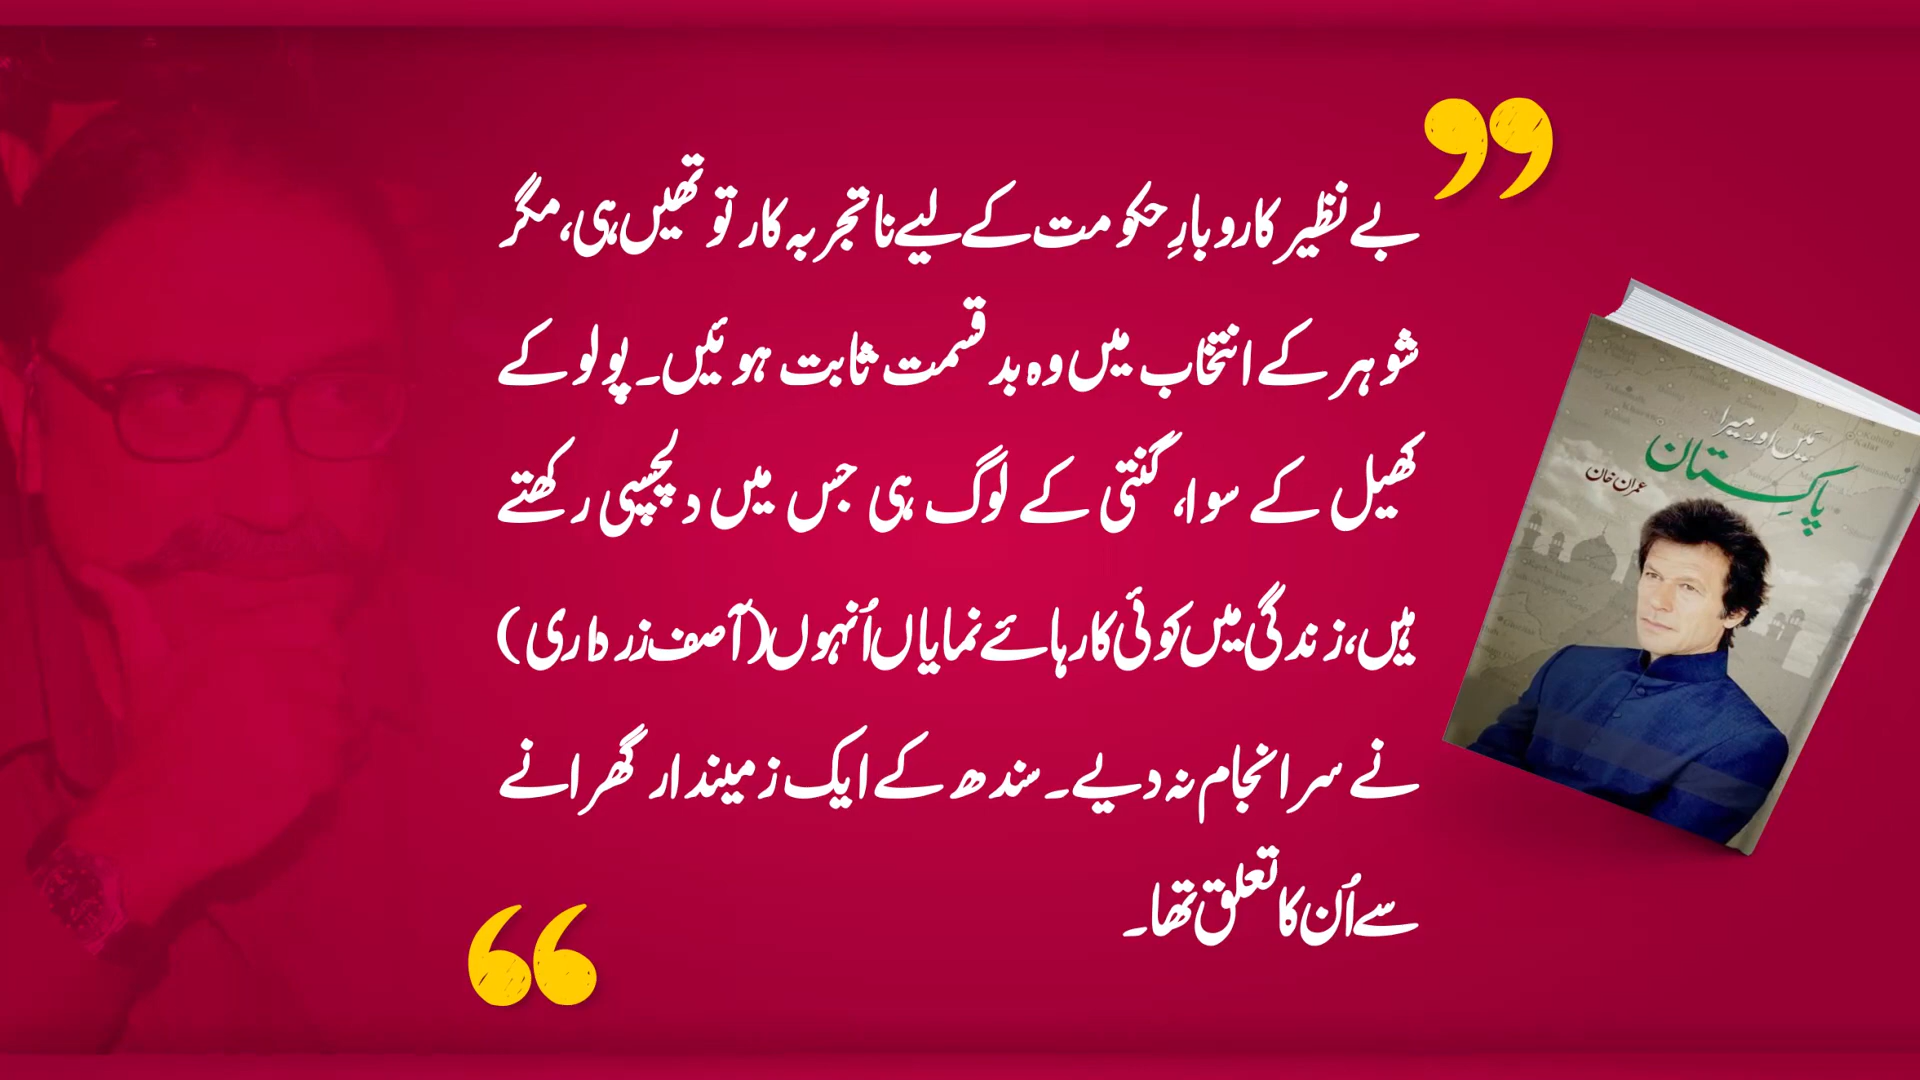 بے نظیر کاروبارِ حکومت کے لیے ناتجربہ کار تو تھیں ہی، مگر
شوہر کے انتخاب میں وہ بدقسمت ثابت ہوئیں۔ پولو کے
کھیل کے سوا، گنتی کے لوگ ہی جس میں دلچسپی رکھتے
ہیں، زندگی میں کوئی کارہائے نمایاں اُنہوں (آصف زرداری)
نے سرانجام نہ دیے۔ سندھ کے ایک زمیندار گھرانے
سے اُن کا تعلق تھا۔
میں اور میرا
پاکستان
عمران خان